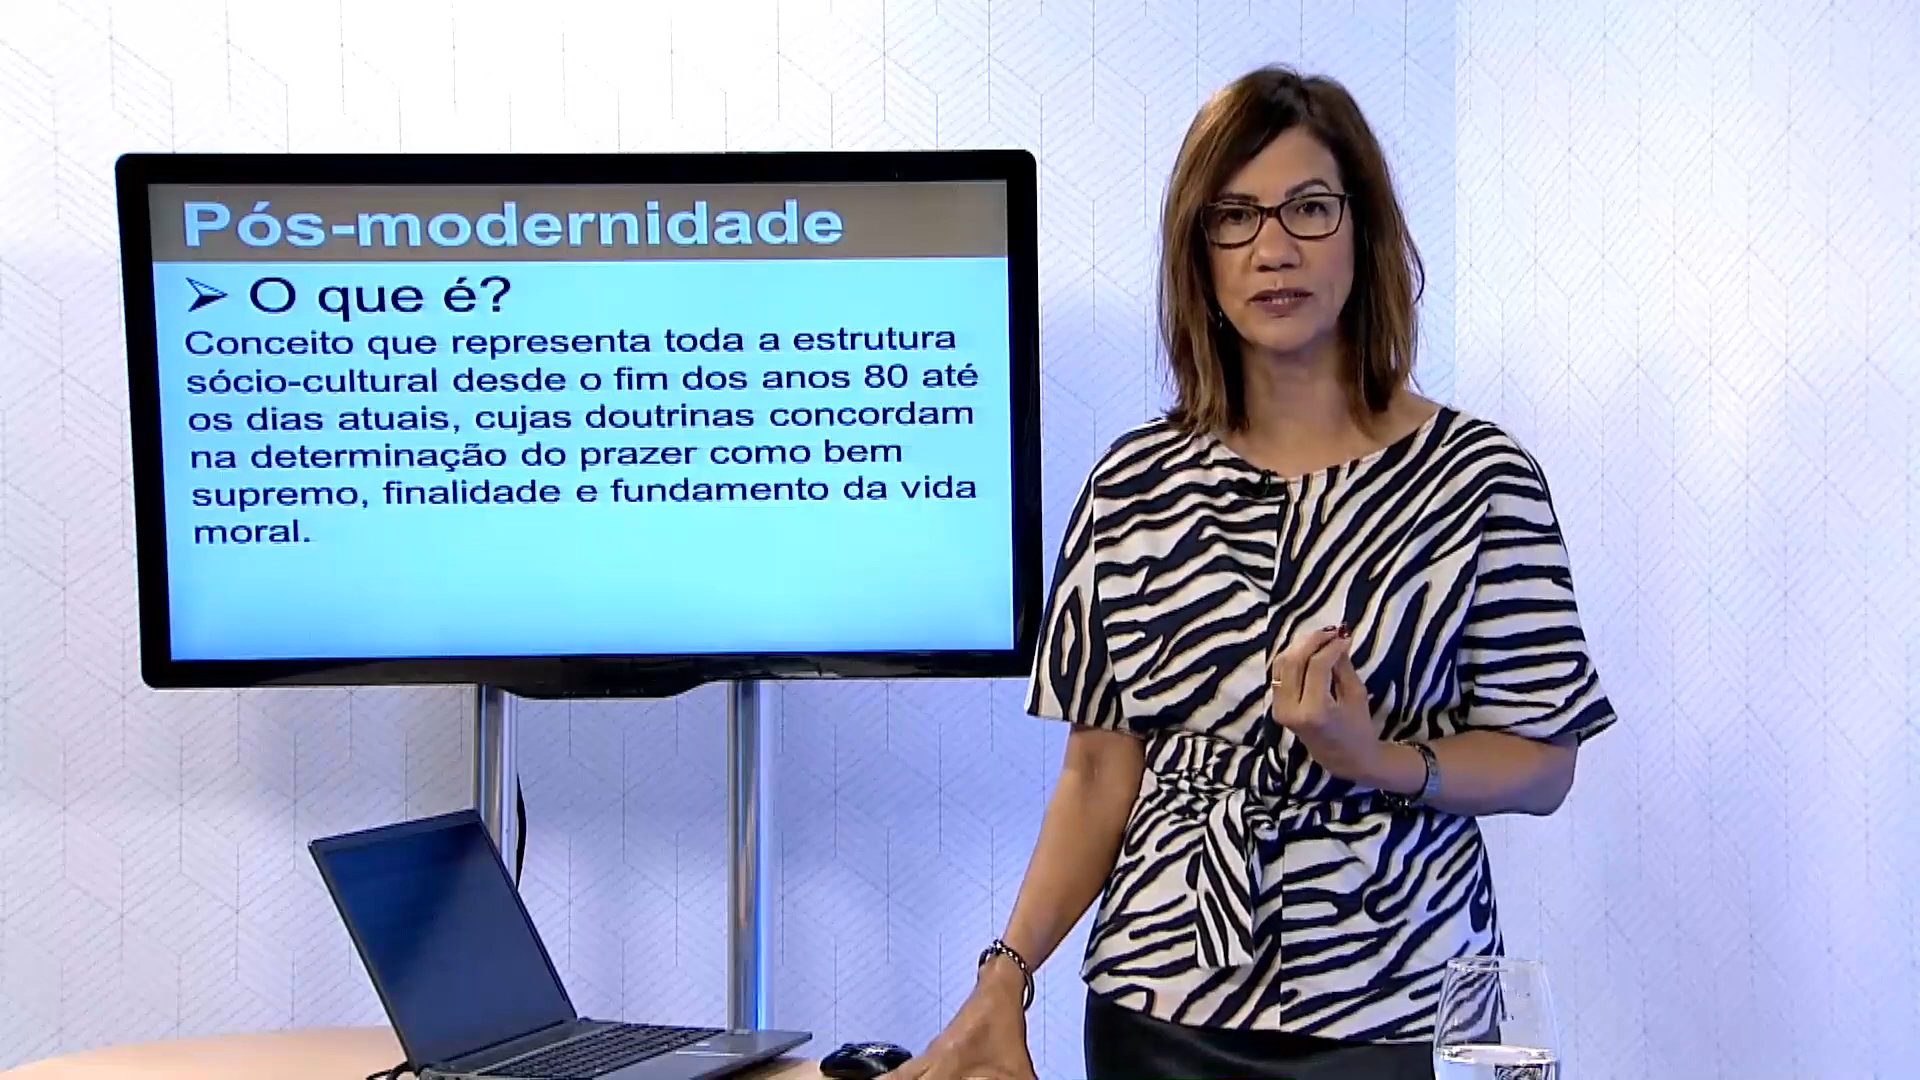 Pós-modernidade
➢ O que é?
Conceito que representa toda a estrutura
sócio-cultural desde o fim dos anos 80 até
os dias atuais, cujas doutrinas concordam
na determinação do prazer como bem
supremo, finalidade e fundamento da vida
moral.